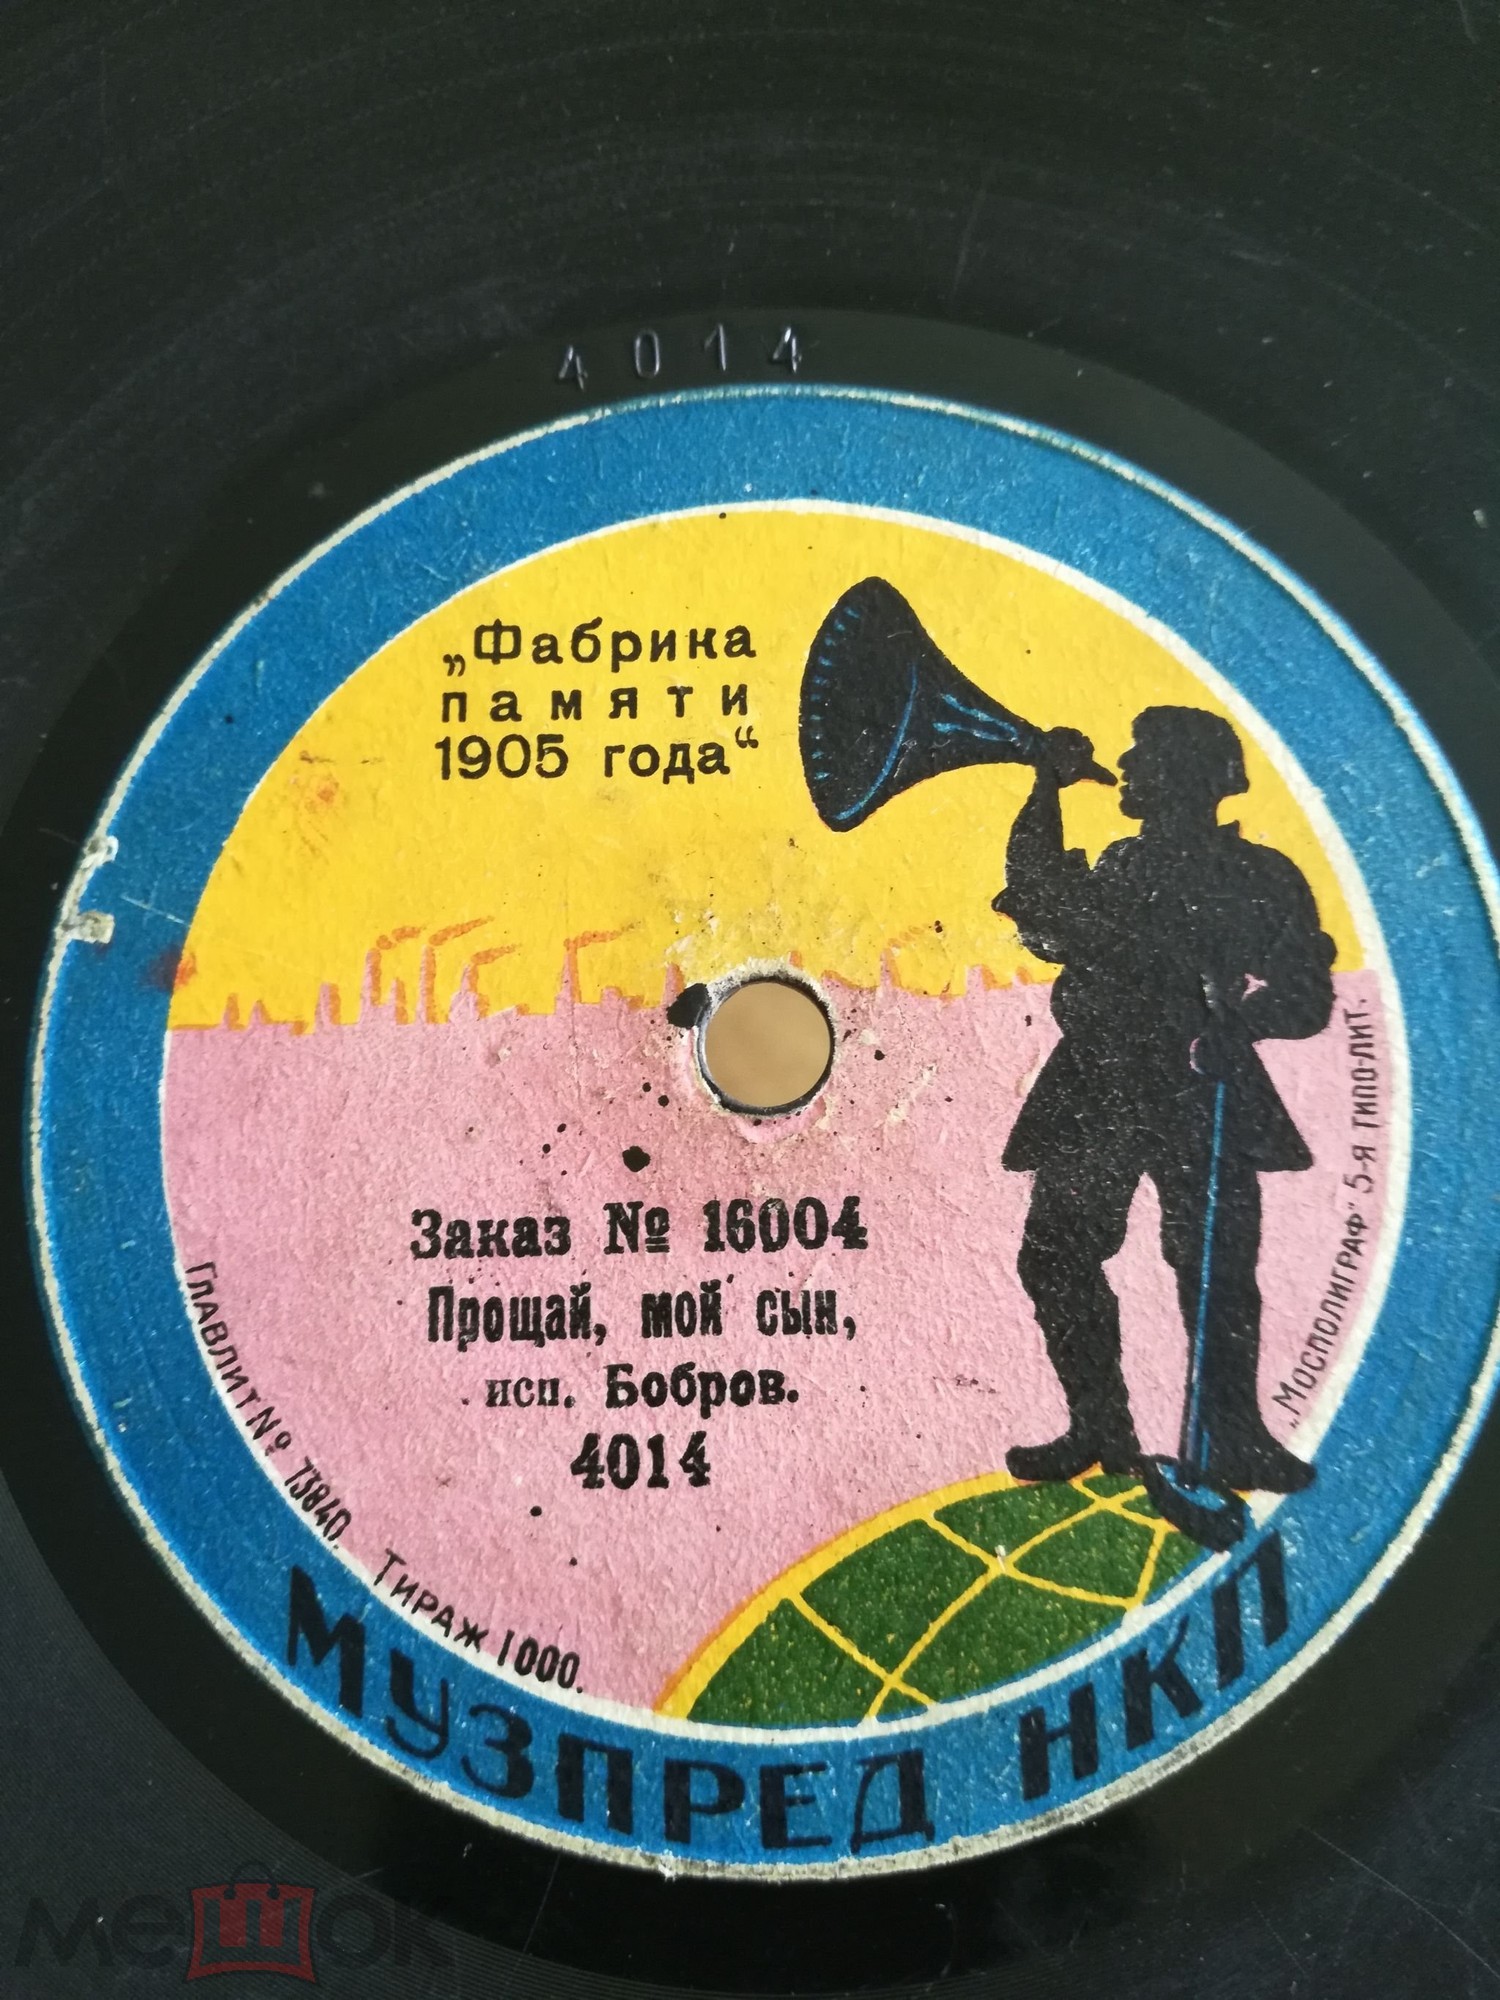 4014
„Фабрика
памяти
1905 года“
Заказ № 16004
Прощай, мой сын,
исп. Бобров.
4014
Главлит № 73840. Тираж 1000.
„Мосполиграф" 5-я типо-лит.
МУЗПРЕД НКП
мешок